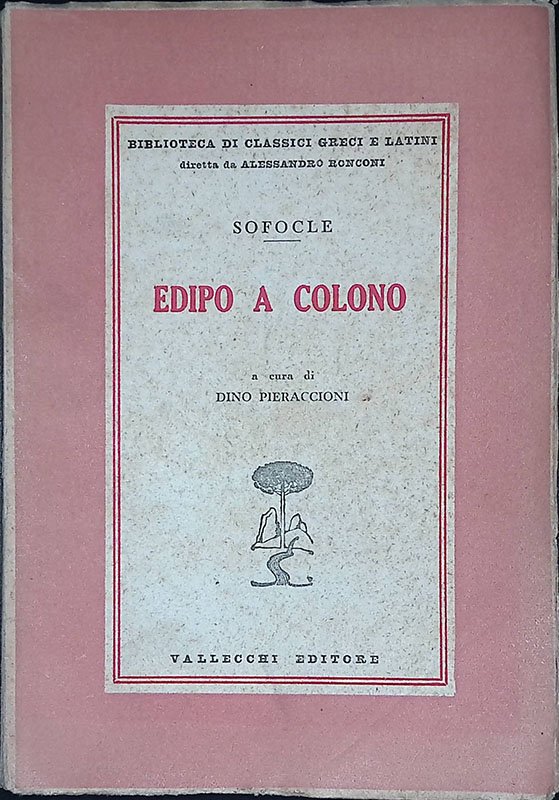 BIBLIOTECA DI CLASSICI GRECI E LATINI
diretta da ALESSANDRO RONCONI
SOFOCLE
EDIPO A COLONO
a cura di
DINO PIERACCIONI
VALLECCHI EDITORE